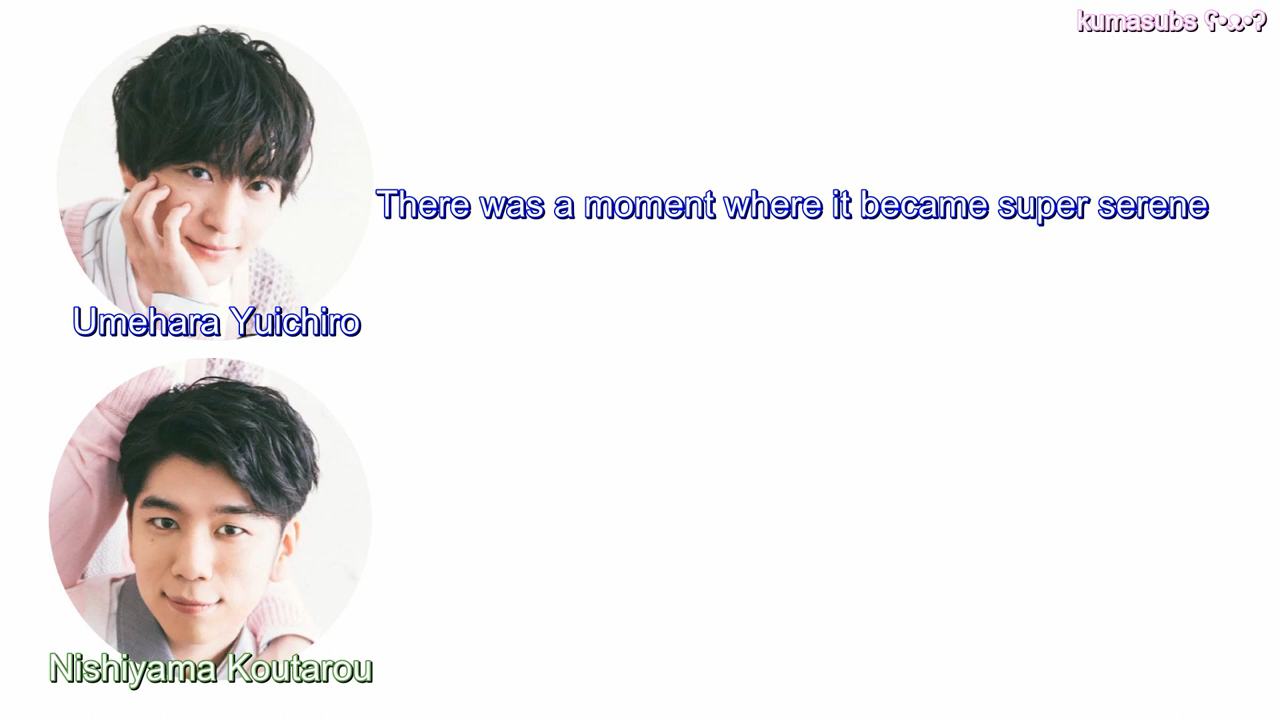 kumasubs ʕ•ᴥ•ʔ
There was a moment where it became super serene
Umehara Yuichiro
Nishiyama Koutarou